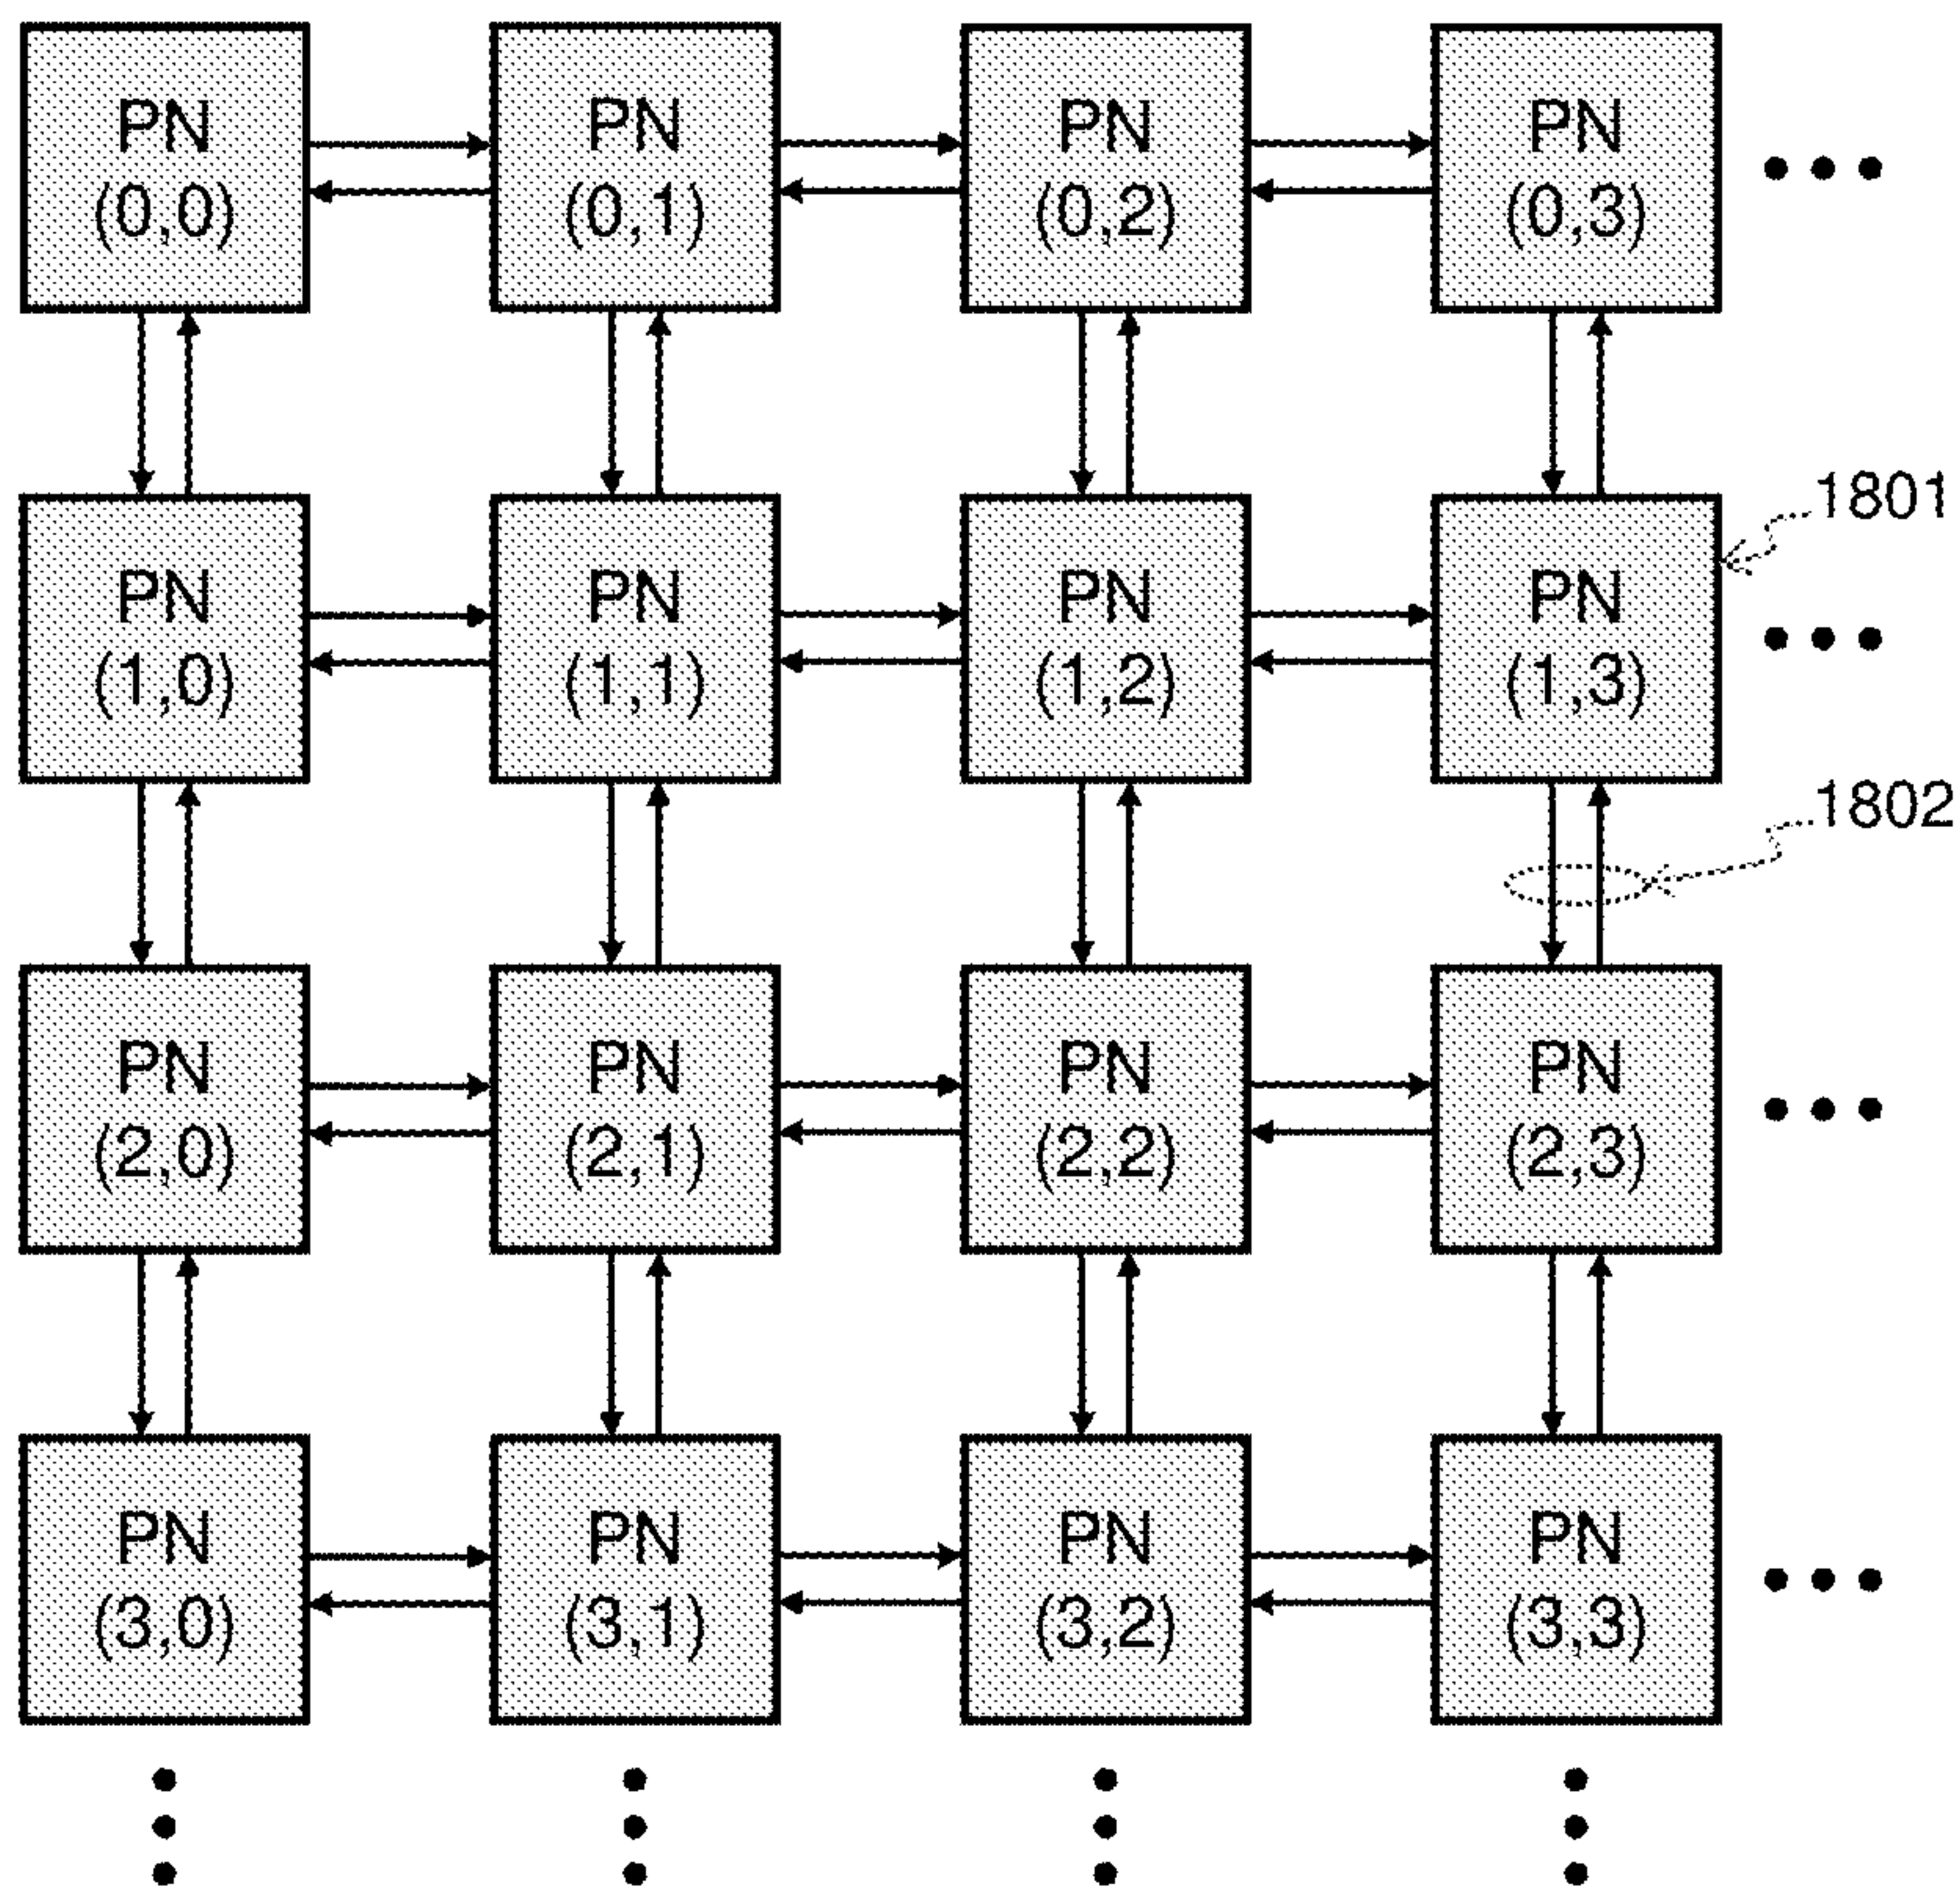 PN
(0,0)
PN
(0,1)
PN
(0,2)
PN
(0,3)
1801
PN
(1,0)
PN
(1,1)
PN
(1,2)
PN
(1,3)
1802
PN
(2,0)
PN
(2,1)
PN
(2,2)
PN
(2,3)
PN
(3,0)
PN
(3,1)
PN
(3,2)
PN
(3,3)